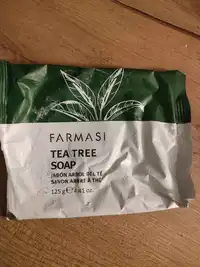 FARMASI
TEA TREE
SOAP
JABÓN ÁRBOL DEL TÉ
SAVON ARBRE À THÉ
125 g / 4.41 oz.